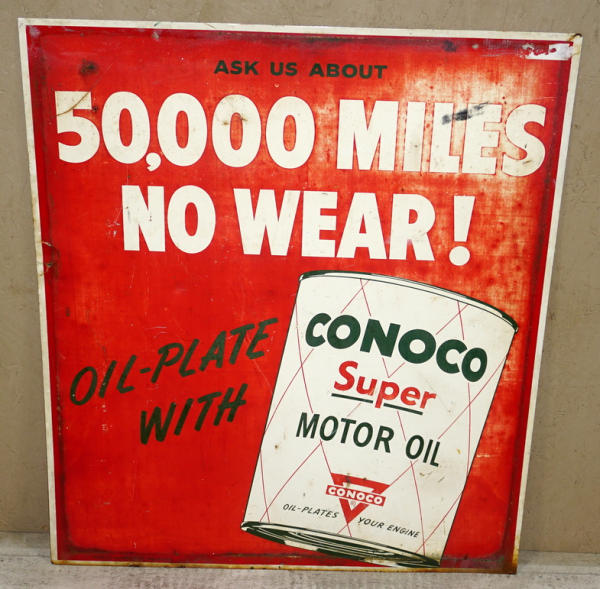 ASK US ABOUT
50,000 MILES
NO WEAR!
OIL-PLATE
WITH
CONOCO
Super
MOTOR OIL
CONOCO
OIL-PLATES YOUR ENGINE